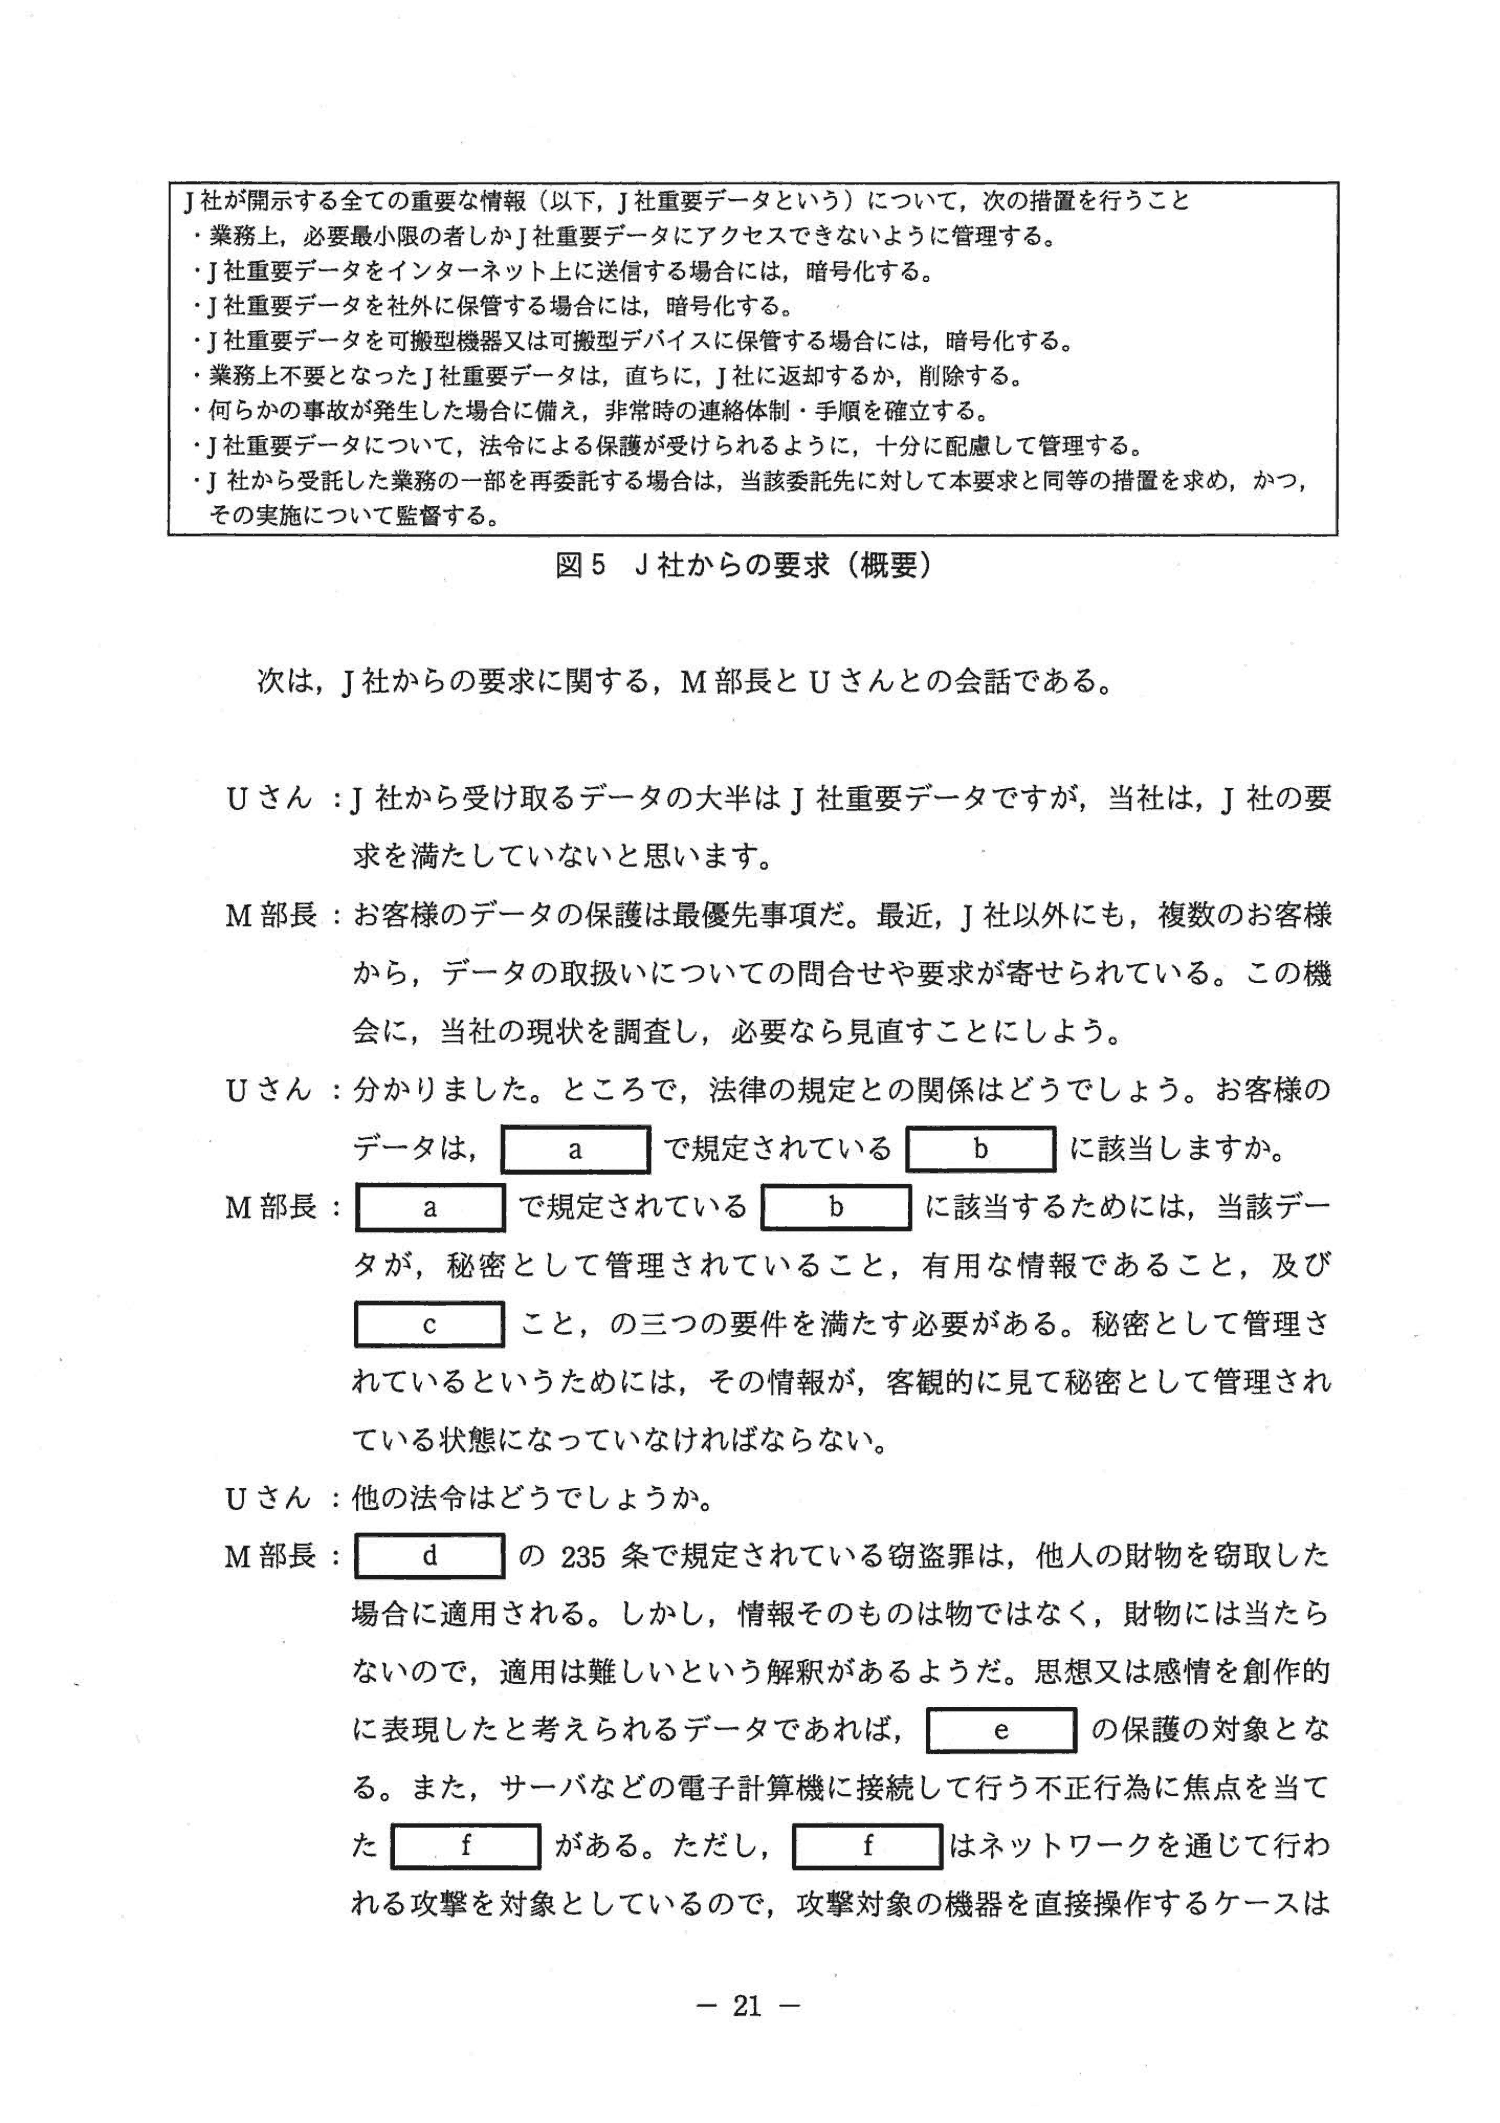 J社が開示する全ての重要な情報（以下，J社重要データという）について，次の措置を行うこと
・業務上，必要最小限の者しかJ社重要データにアクセスできないように管理する。
・J社重要データをインターネット上に送信する場合には，暗号化する。
・J社重要データを社外に保管する場合には，暗号化する。
・J社重要データを可搬型機器又は可搬型デバイスに保管する場合には，暗号化する。
・業務上不要となったJ社重要データは，直ちに，J社に返却するか，削除する。
・何らかの事故が発生した場合に備え，非常時の連絡体制・手順を確立する。
・J社重要データについて，法令による保護が受けられるように，十分に配慮して管理する。
・J社から受託した業務の一部を再委託する場合は，当該委託先に対して本要求と同等の措置を求め，かつ，
その実施について監督する。
図5 J社からの要求（概要）
次は，J社からの要求に関する，M部長とUさんとの会話である。
Uさん：J社から受け取るデータの大半はJ社重要データですが，当社は，J社の要
求を満たしていないと思います。
M部長：お客様のデータの保護は最優先事項だ。最近，J社以外にも，複数のお客様
から，データの取扱いについての問合せや要求が寄せられている。この機
会に，当社の現状を調査し，必要なら見直すことにしよう。
Uさん：分かりました。ところで，法律の規定との関係はどうでしょう。お客様の
データは， a で規定されている b に該当しますか。
M部長： a で規定されている b に該当するためには，当該デー
タが，秘密として管理されていること，有用な情報であること，及び
c こと，の三つの要件を満たす必要がある。秘密として管理さ
れているというためには，その情報が，客観的に見て秘密として管理され
ている状態になっていなければならない。
Uさん：他の法令はどうでしょうか。
M部長： d の 235 条で規定されている窃盗罪は，他人の財物を窃取した
場合に適用される。しかし，情報そのものは物ではなく，財物には当たら
ないので，適用は難しいという解釈があるようだ。思想又は感情を創作的
に表現したと考えられるデータであれば， e の保護の対象とな
る。また，サーバなどの電子計算機に接続して行う不正行為に焦点を当て
た f がある。ただし， f はネットワークを通じて行わ
れる攻撃を対象としているので，攻撃対象の機器を直接操作するケースは
－ 21 －